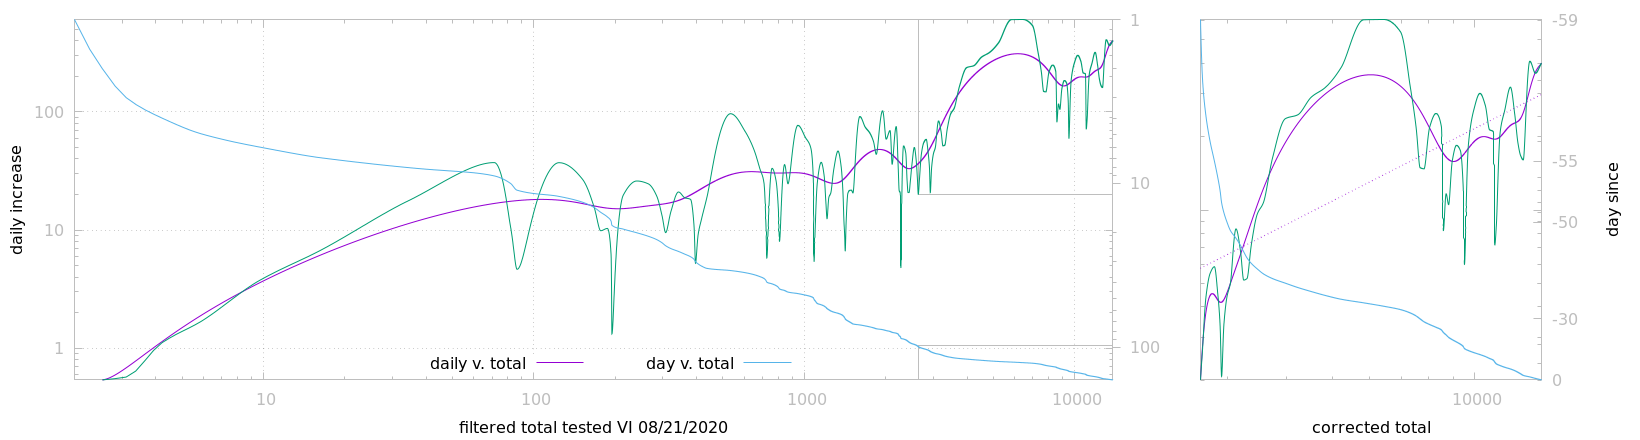 daily increase
100
10
1
10
100
1000
10000
1
10
100
daily v. total
day v. total
filtered total tested VI 08/21/2020
-59
-55
-50
-30
0
day since
10000
corrected total